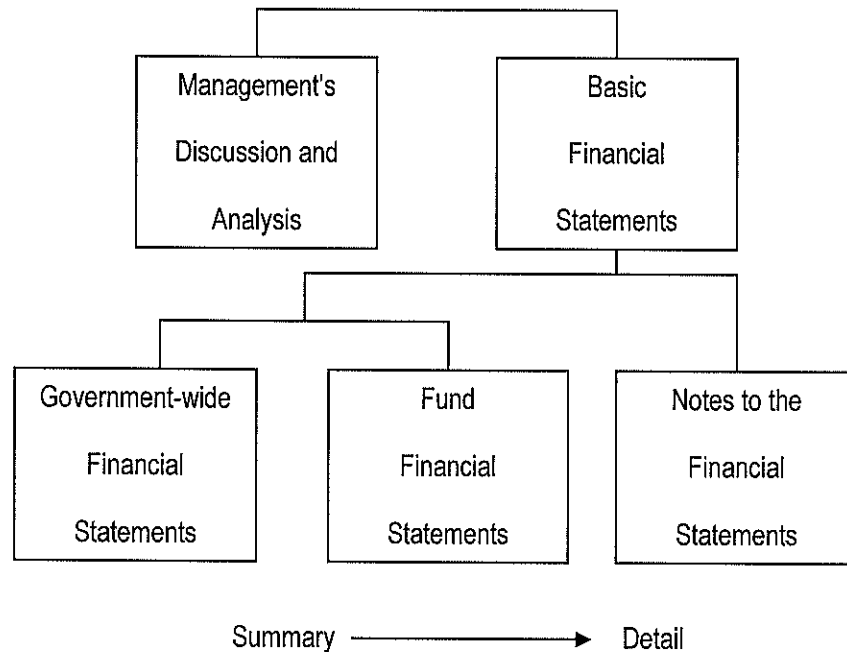 Management's
Discussion and
Analysis
Basic
Financial
Statements
Government-wide
Financial
Statements
Fund
Financial
Statements
Notes to the
Financial
Statements
Summary
Detail